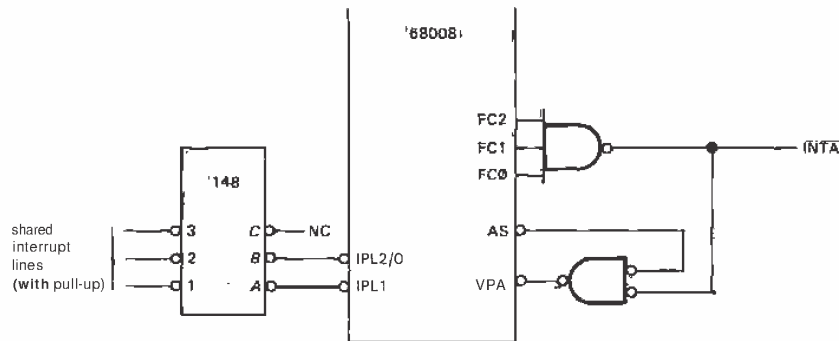 '68008
FC2
FC1
INTA
FC0
'148
shared
interrupt
lines
(with pull-up)
3
2
1
C
B
A
NC
AS
IPL2/0
IPL1
VPA